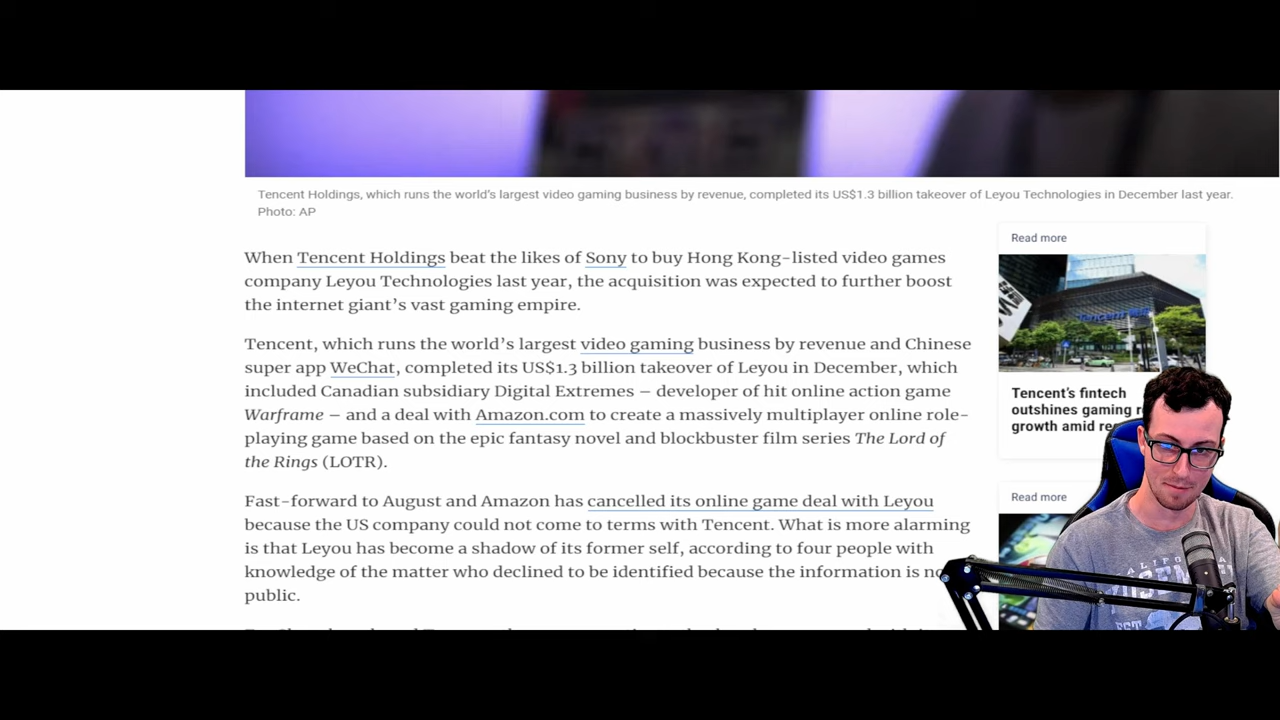 Tencent Holdings, which runs the world's largest video gaming business by revenue, completed its US$1.3 billion takeover of Leyou Technologies in December last year.
Photo: AP
When Tencent Holdings beat the likes of Sony to buy Hong Kong-listed video games
company Leyou Technologies last year, the acquisition was expected to further boost
the internet giant's vast gaming empire.
Tencent, which runs the world's largest video gaming business by revenue and Chinese
super app WeChat, completed its US$1.3 billion takeover of Leyou in December, which
included Canadian subsidiary Digital Extremes – developer of hit online action game
Warframe – and a deal with Amazon.com to create a massively multiplayer online role-
playing game based on the epic fantasy novel and blockbuster film series The Lord of
the Rings (LOTR).
Fast-forward to August and Amazon has cancelled its online game deal with Leyou
because the US company could not come to terms with Tencent. What is more alarming
is that Leyou has become a shadow of its former self, according to four people with
knowledge of the matter who declined to be identified because the information is
public.
Read more
Tencent's fintech
outshines gaming
growth amid
Read more